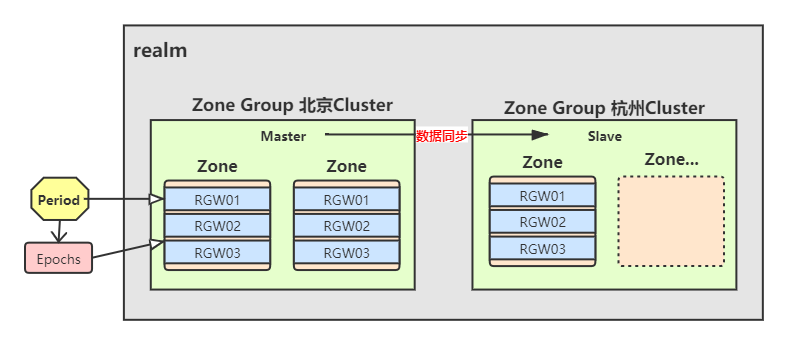 realm
Zone Group 北京Cluster
Master
Zone
RGW01
RGW02
RGW03
Zone
RGW01
RGW02
RGW03
数据同步
Zone Group 杭州Cluster
Slave
Zone
RGW01
RGW02
RGW03
Zone...
Period
Epochs